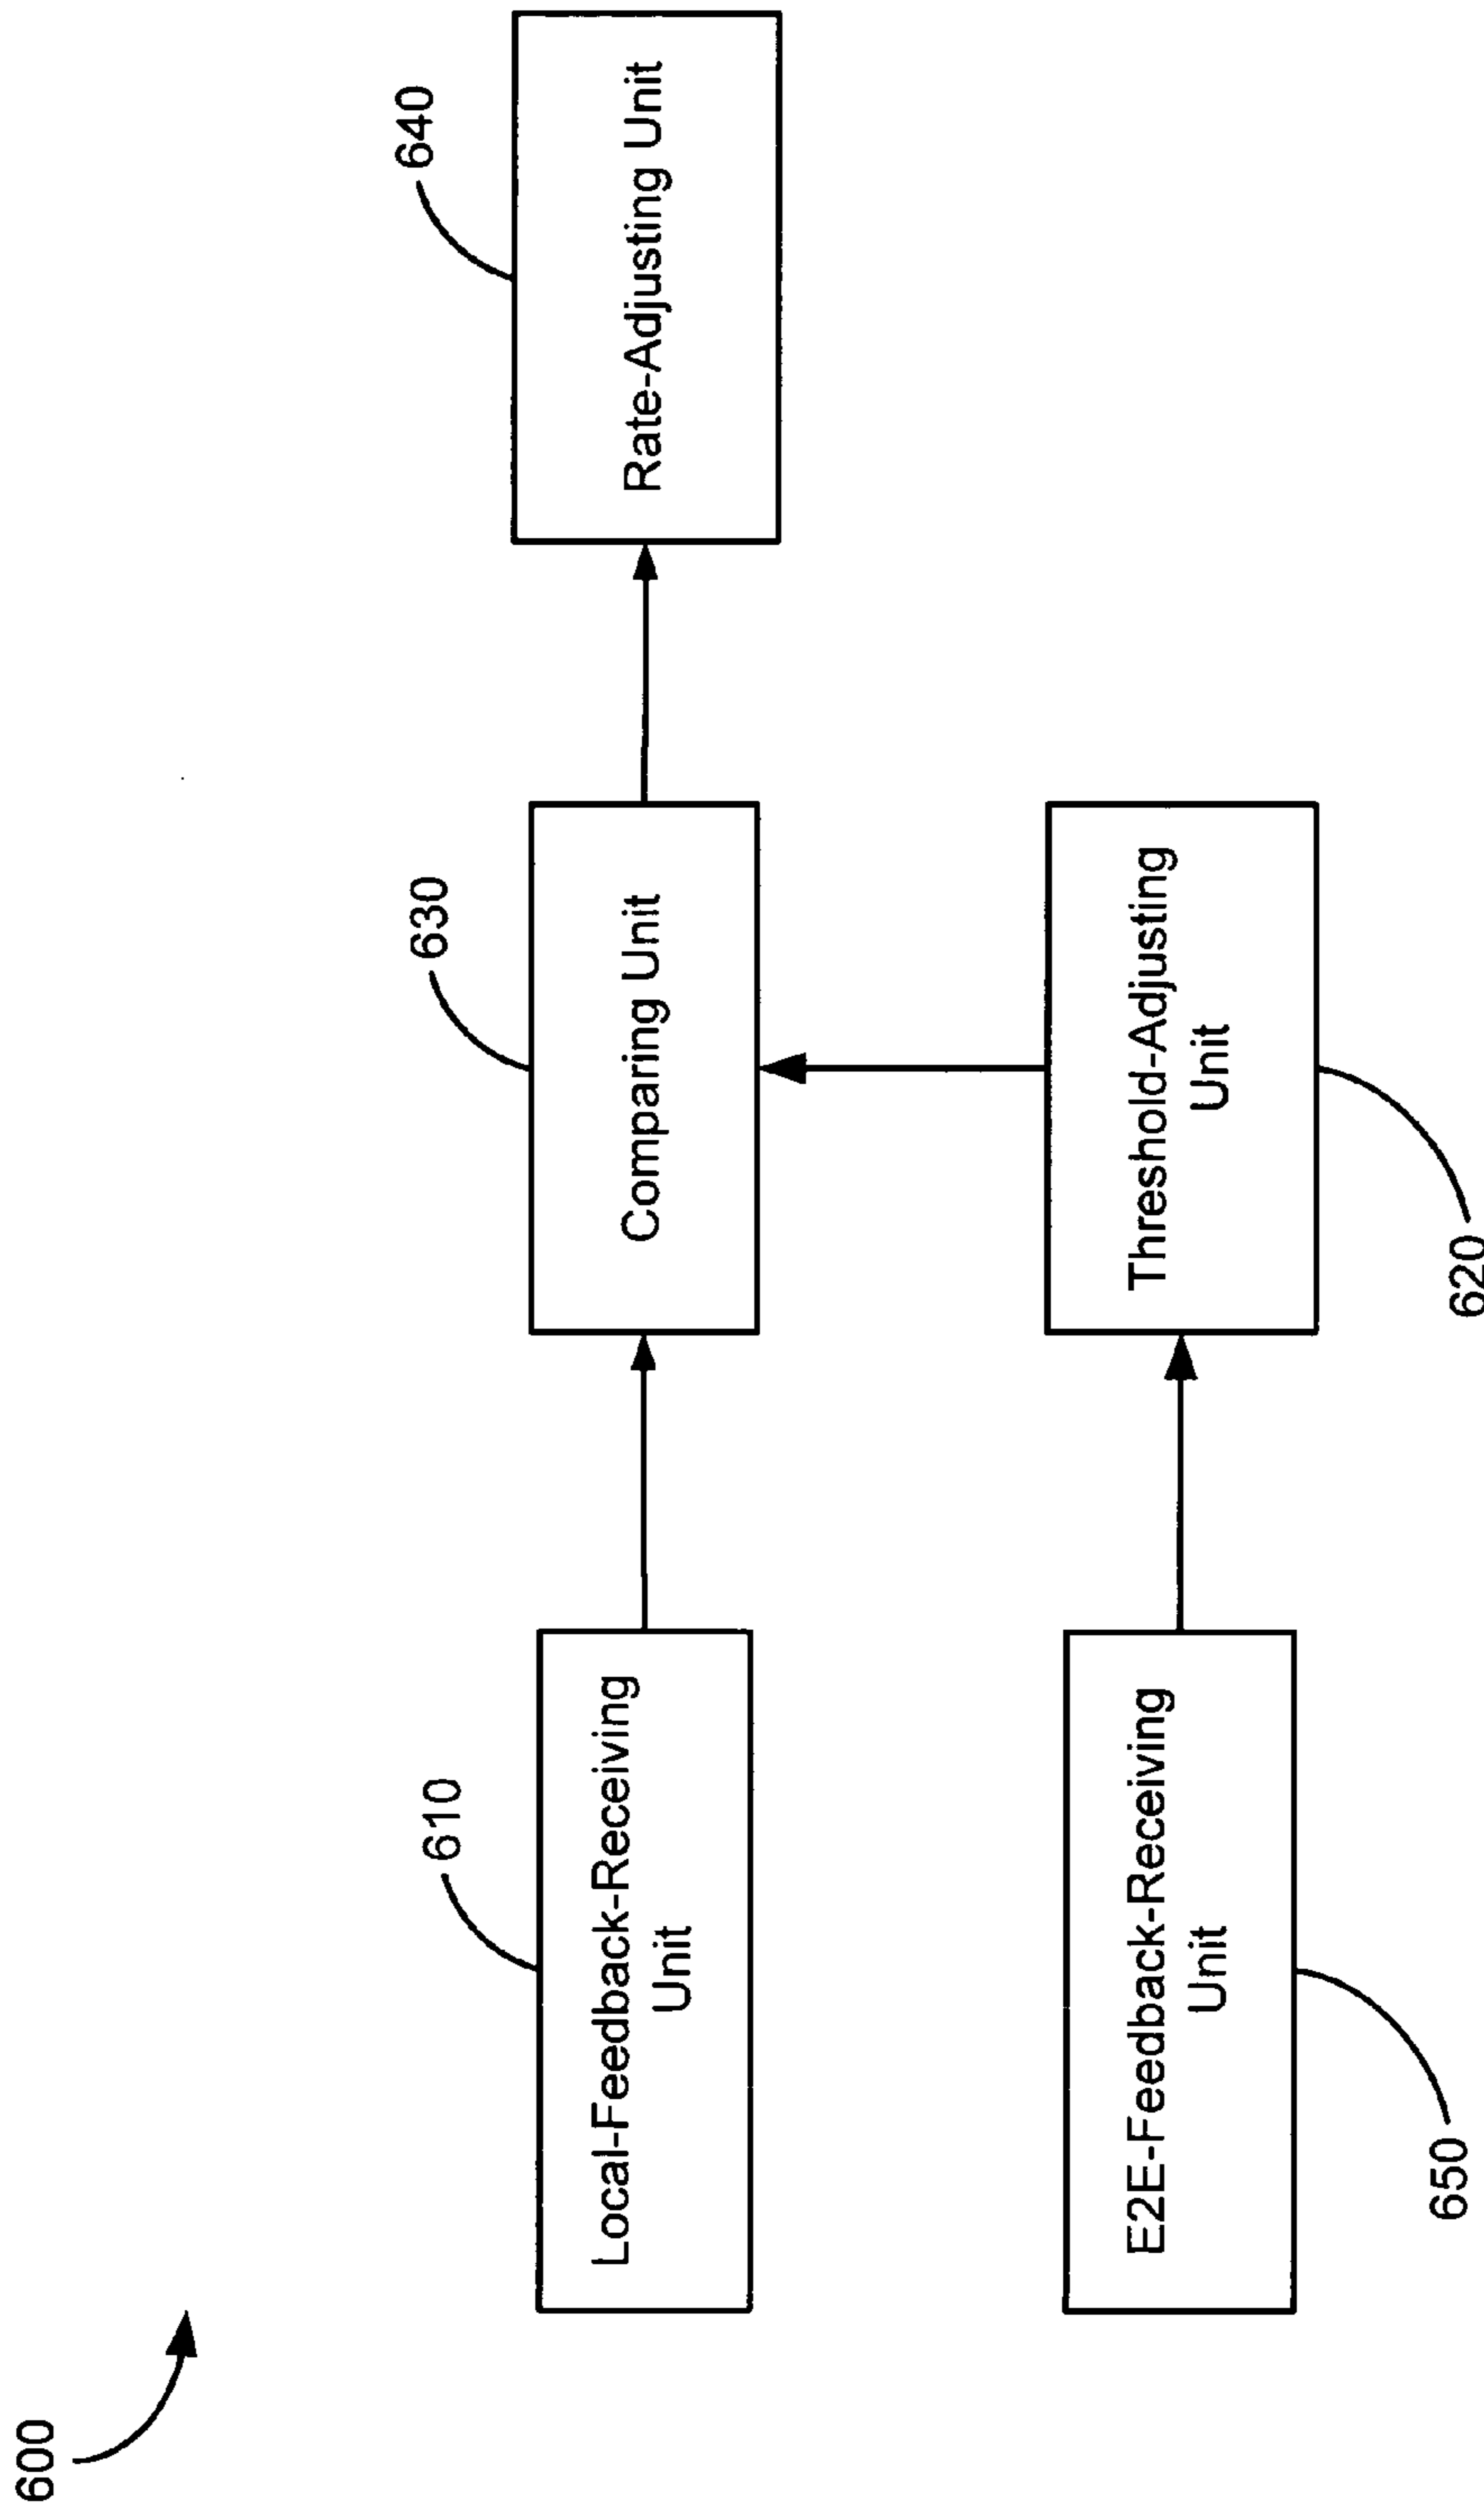 600
610
Local-Feedback-Receiving
Unit
630
Comparing Unit
640
Rate-Adjusting Unit
E2E-Feedback-Receiving
Unit
650
Threshold-Adjusting
Unit
620